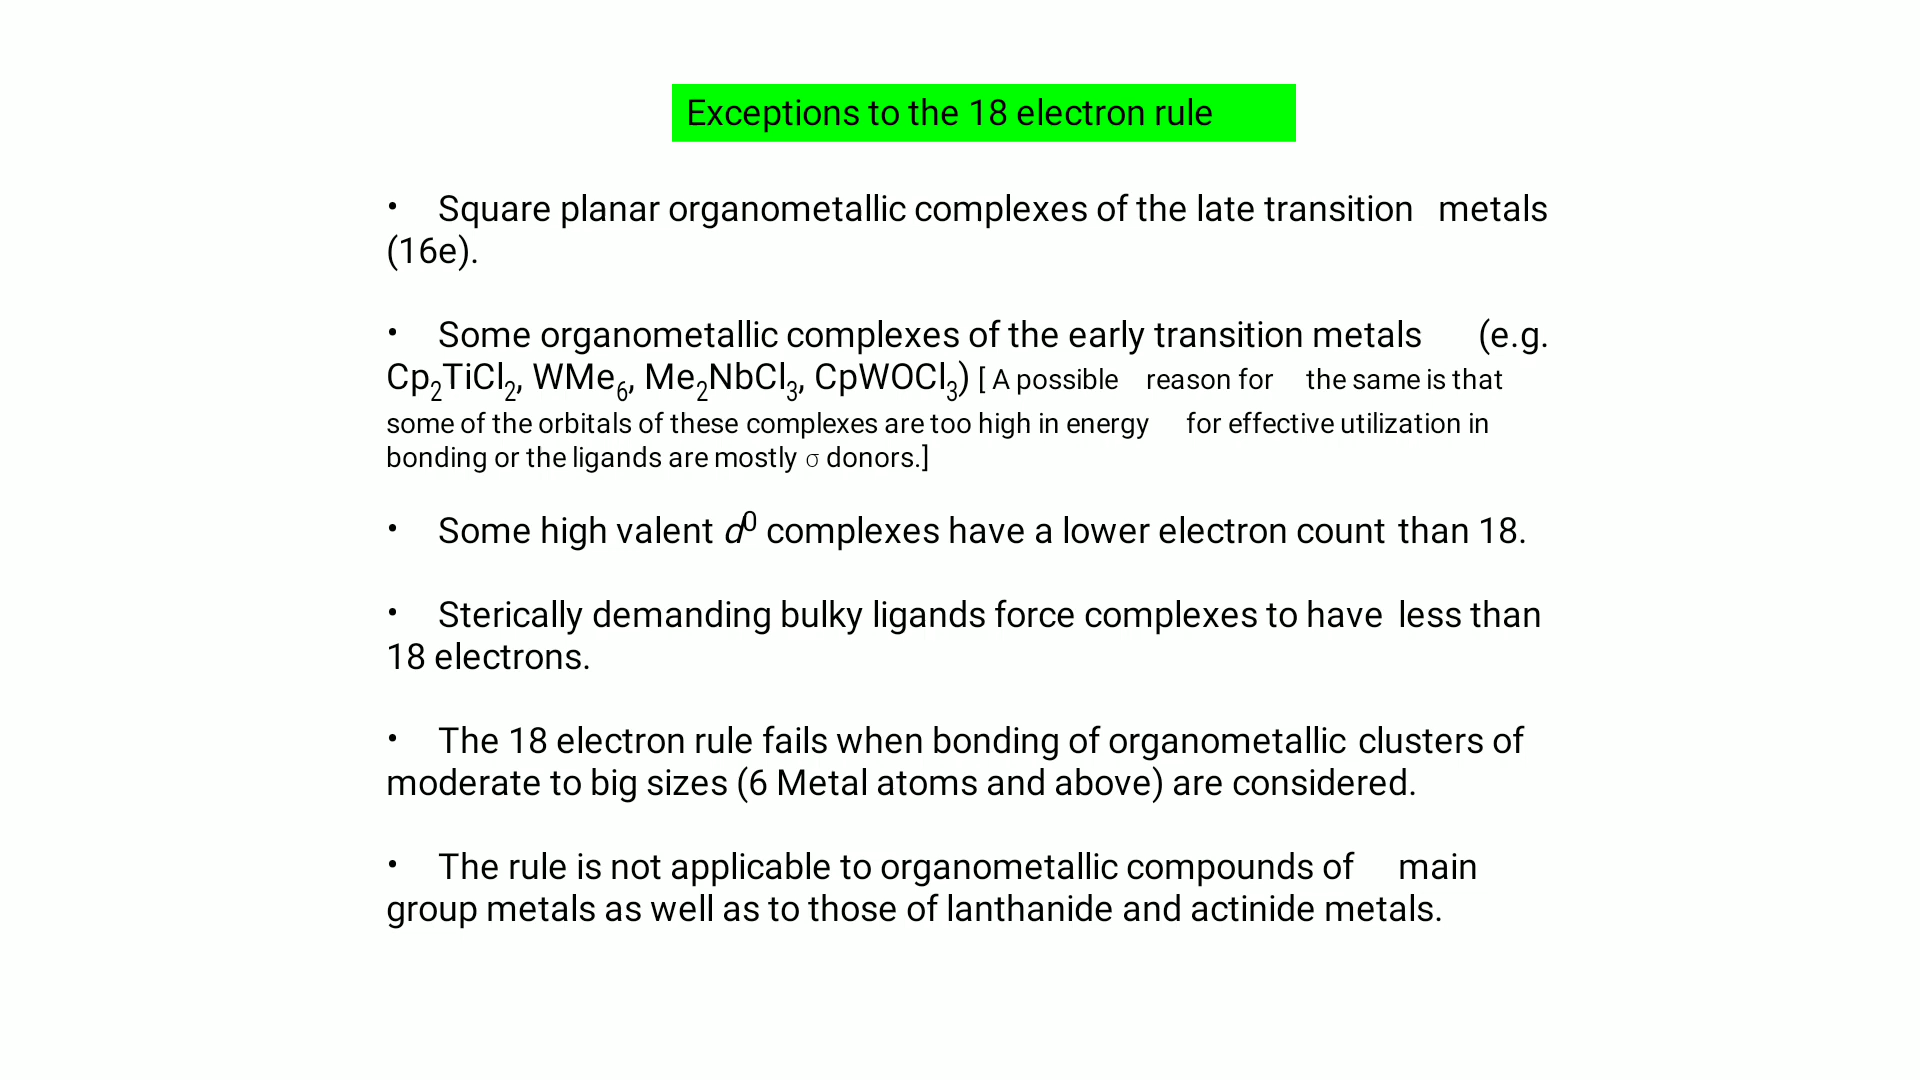 Exceptions to the 18 electron rule
• Square planar organometallic complexes of the late transition metals
(16e).
• Some organometallic complexes of the early transition metals (e.g.
Cp₂TiCl₂, WMe₆, Me₂NbCl₃, CpWOCl₃) [ A possible reason for the same is that
some of the orbitals of these complexes are too high in energy for effective utilization in
bonding or the ligands are mostly σ donors.]
• Some high valent d⁰ complexes have a lower electron count than 18.
• Sterically demanding bulky ligands force complexes to have less than
18 electrons.
• The 18 electron rule fails when bonding of organometallic clusters of
moderate to big sizes (6 Metal atoms and above) are considered.
• The rule is not applicable to organometallic compounds of main
group metals as well as to those of lanthanide and actinide metals.